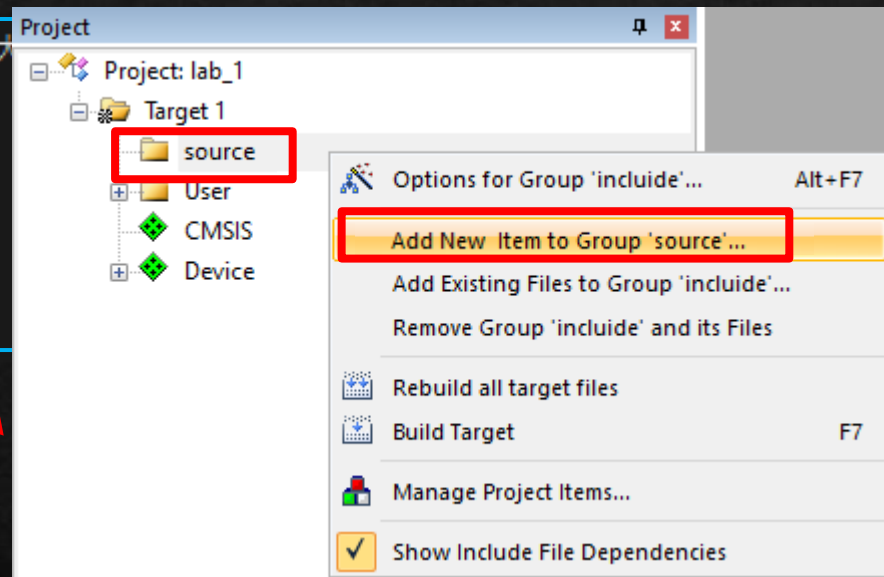 Project
Project: lab_1
Target 1
source
User
CMSIS
Device
Options for Group 'incluide'... Alt+F7
Add New Item to Group 'source'...
Add Existing Files to Group 'incluide'...
Remove Group 'incluide' and its Files
Rebuild all target files
Build Target F7
Manage Project Items...
Show Include File Dependencies